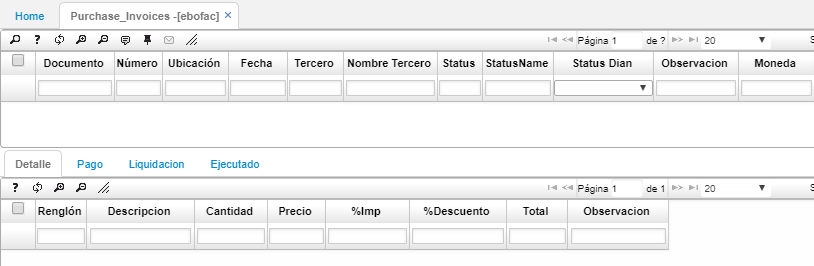 Home Purchase_Invoices -[ebofac] ×
? Página 1 de ? 20 S
Documento Número Ubicación Fecha Tercero Nombre Tercero Status StatusName Status Dian Observacion Moneda
Detalle Pago Liquidacion Ejecutado
? Página 1 de 1 20 S
Renglón Descripcion Cantidad Precio %Imp %Descuento Total Observacion